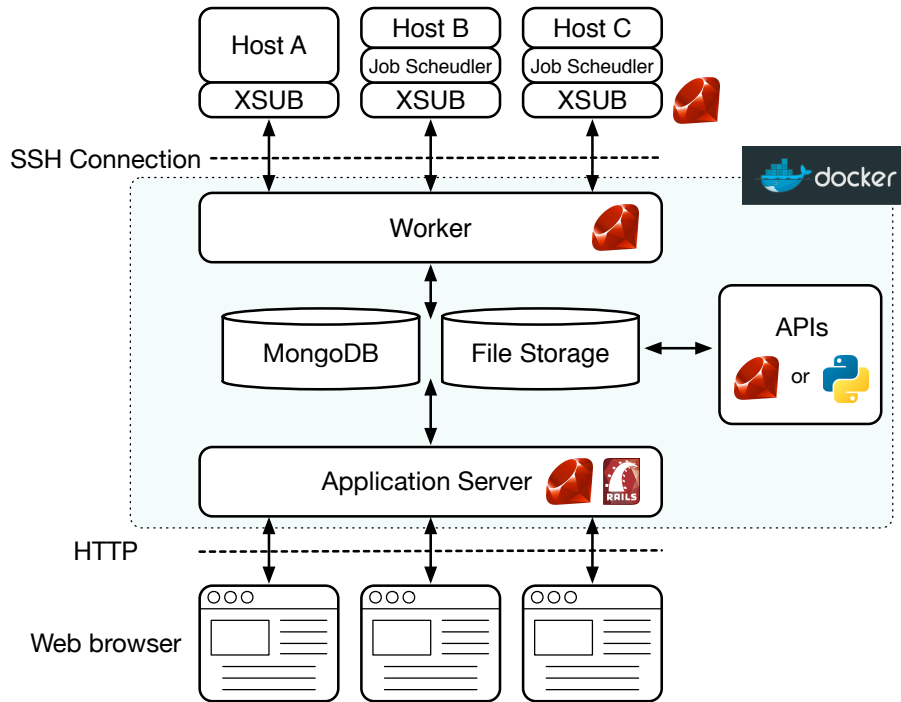 Host A
Host B
Host C
Job Scheudler
Job Scheudler
XSUB
XSUB
XSUB
SSH Connection
docker
Worker
MongoDB
File Storage
APIs
or
Application Server
RAILS
HTTP
Web browser